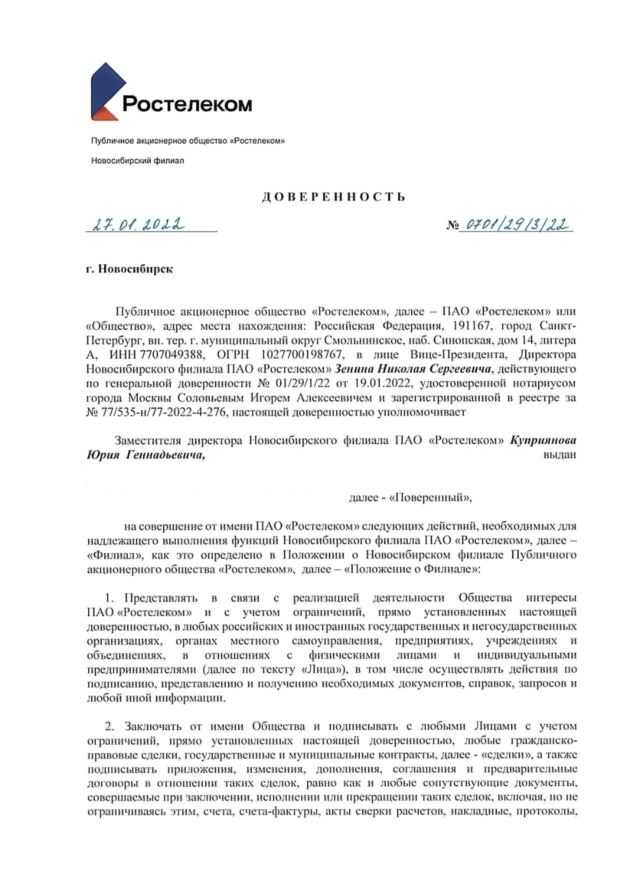 Ростелеком
Публичное акционерное общество «Ростелеком»
Новосибирский филиал
ДОВЕРЕННОСТЬ
27.01.2022 № 0701/29/3/22
г. Новосибирск
Публичное акционерное общество «Ростелеком», далее – ПАО «Ростелеком» или
«Общество», адрес места нахождения: Российская Федерация, 191167, город Санкт-
Петербург, вн. тер. г. муниципальный округ Смольнинское, наб. Синопская, дом 14, литера
А, ИНН 7707049388, ОГРН 1027700198767, в лице Вице-Президента, Директора
Новосибирского филиала ПАО «Ростелеком» Зенина Николая Сергеевича, действующего
по генеральной доверенности № 01/29/1/22 от 19.01.2022, удостоверенной нотариусом
города Москвы Соловьевым Игорем Алексеевичем и зарегистрированной в реестре за
№ 77/535-н/77-2022-4-276, настоящей доверенностью уполномочивает
Заместителя директора Новосибирского филиала ПАО «Ростелеком» Куприянова
Юрия Геннадьевича, выдан
далее - «Поверенный»,
на совершение от имени ПАО «Ростелеком» следующих действий, необходимых для
надлежащего выполнения функций Новосибирского филиала ПАО «Ростелеком», далее –
«Филиал», как это определено в Положении о Новосибирском филиале Публичного
акционерного общества «Ростелеком», далее – «Положение о Филиале»:
1. Представлять в связи с реализацией деятельности Общества интересы
ПАО «Ростелеком» и с учетом ограничений, прямо установленных настоящей
доверенностью, в любых российских и иностранных государственных и негосударственных
организациях, органах местного самоуправления, предприятиях, учреждениях и
объединениях, в отношениях с физическими лицами и индивидуальными
предпринимателями (далее по тексту «Лица»), в том числе осуществлять действия по
подписанию, представлению и получению необходимых документов, справок, запросов и
любой иной информации.
2. Заключать от имени Общества и подписывать с любыми Лицами с учетом
ограничений, прямо установленных настоящей доверенностью, любые гражданско-
правовые сделки, государственные и муниципальные контракты, далее - «сделки», а также
подписывать приложения, изменения, дополнения, соглашения и предварительные
договоры в отношении таких сделок, равно как и любые сопутствующие документы,
совершаемые при заключении, исполнении или прекращении таких сделок, включая, но не
ограничиваясь этим, счета, счета-фактуры, акты сверки расчетов, накладные, протоколы,